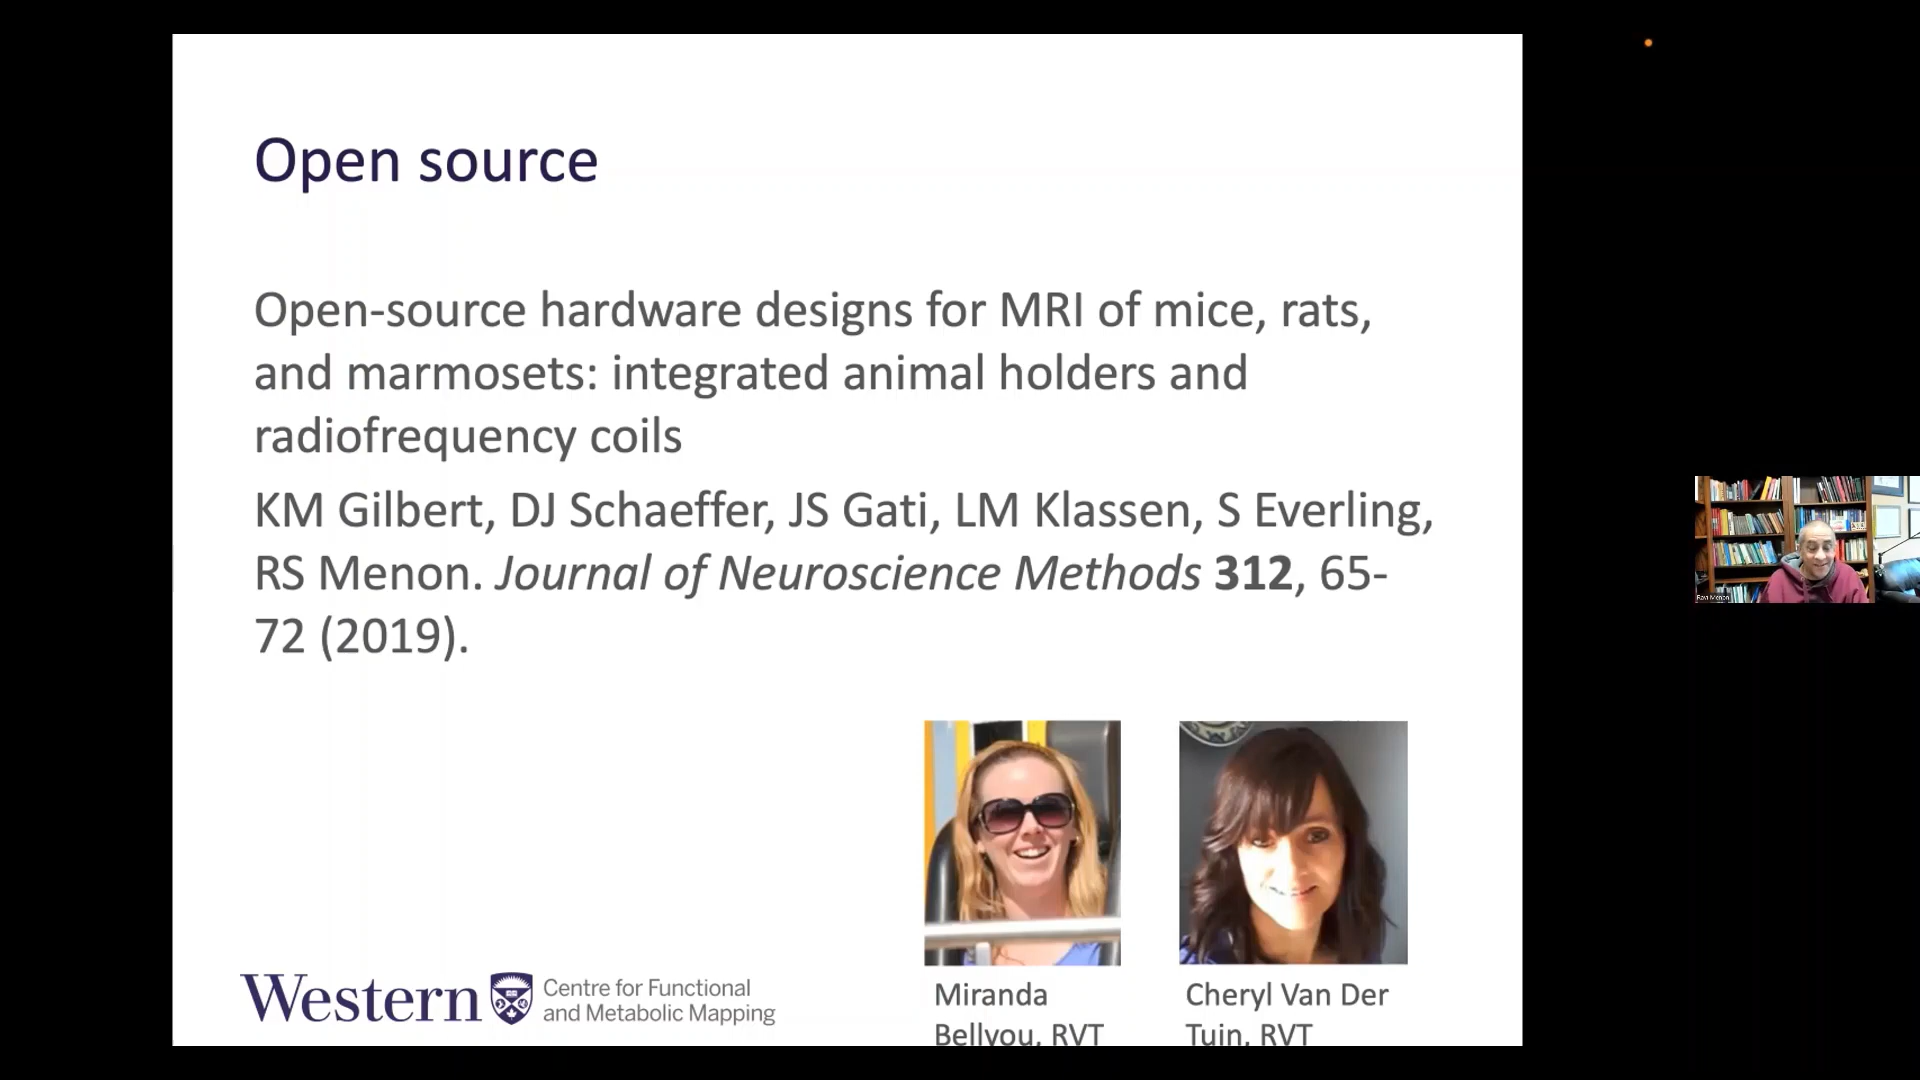 Open source
Open-source hardware designs for MRI of mice, rats,
and marmosets: integrated animal holders and
radiofrequency coils
KM Gilbert, DJ Schaeffer, JS Gati, LM Klassen, S Everling,
RS Menon. Journal of Neuroscience Methods 312, 65-
72 (2019).
Miranda
Bellyou, RVT
Cheryl Van Der
Tuin, RVT
Western
Centre for Functional
and Metabolic Mapping
Ravi Menon